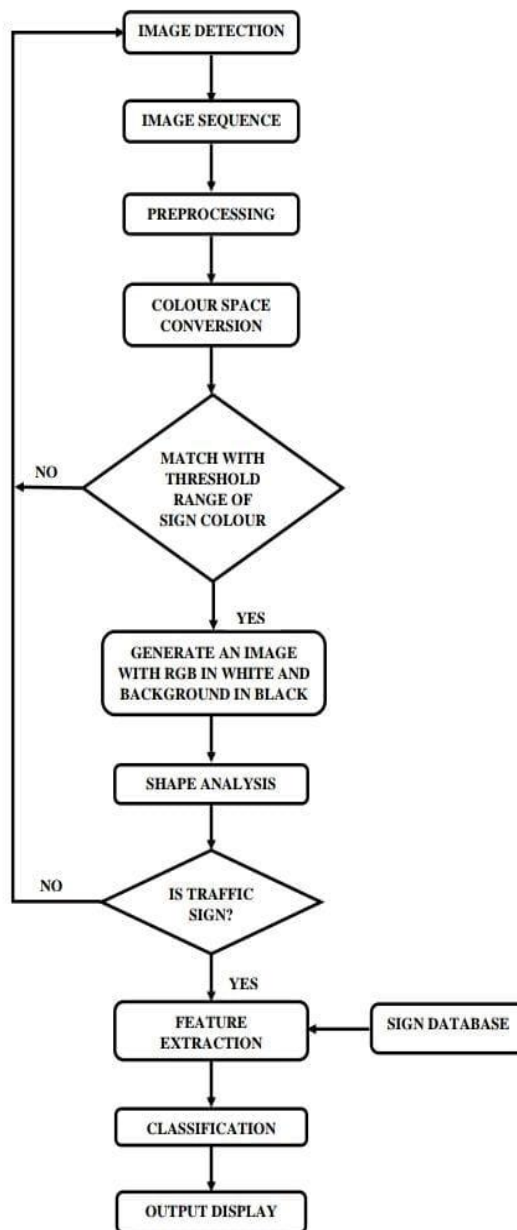 IMAGE DETECTION
IMAGE SEQUENCE
PREPROCESSING
COLOUR SPACE
CONVERSION
MATCH WITH
THRESHOLD
RANGE OF
SIGN COLOUR
NO
YES
GENERATE AN IMAGE
WITH RGB IN WHITE AND
BACKGROUND IN BLACK
SHAPE ANALYSIS
IS TRAFFIC
SIGN?
NO
YES
FEATURE
EXTRACTION
SIGN DATABASE
CLASSIFICATION
OUTPUT DISPLAY